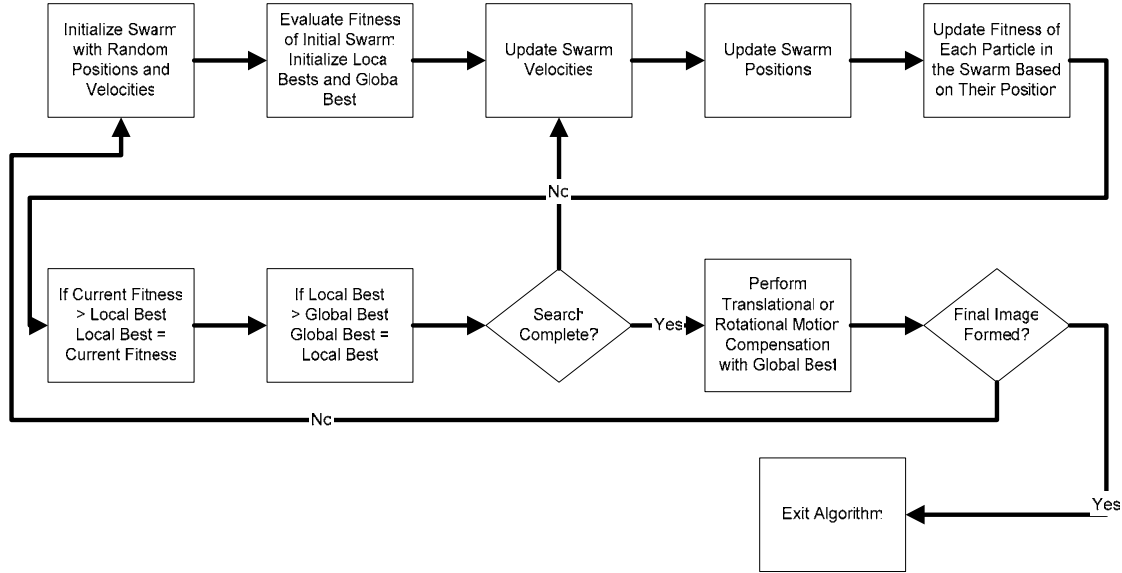 Initialize Swarm
with Random
Positions and
Velocities
Evaluate Fitness
of Initial Swarm
Initialize Loca
Bests and Globa
Best
Update Swarm
Velocities
Update Swarm
Positions
Update Fitness of
Each Particle in
the Swarm Based
on Their Position
No
If Current Fitness
> Local Best
Local Best =
Current Fitness
If Local Best
> Global Best
Global Best =
Local Best
Search
Complete?
Yes
Perform
Translational or
Rotational Motion
Compensation
with Global Best
Final Image
Formed?
No
Exit Algorithm
Yes